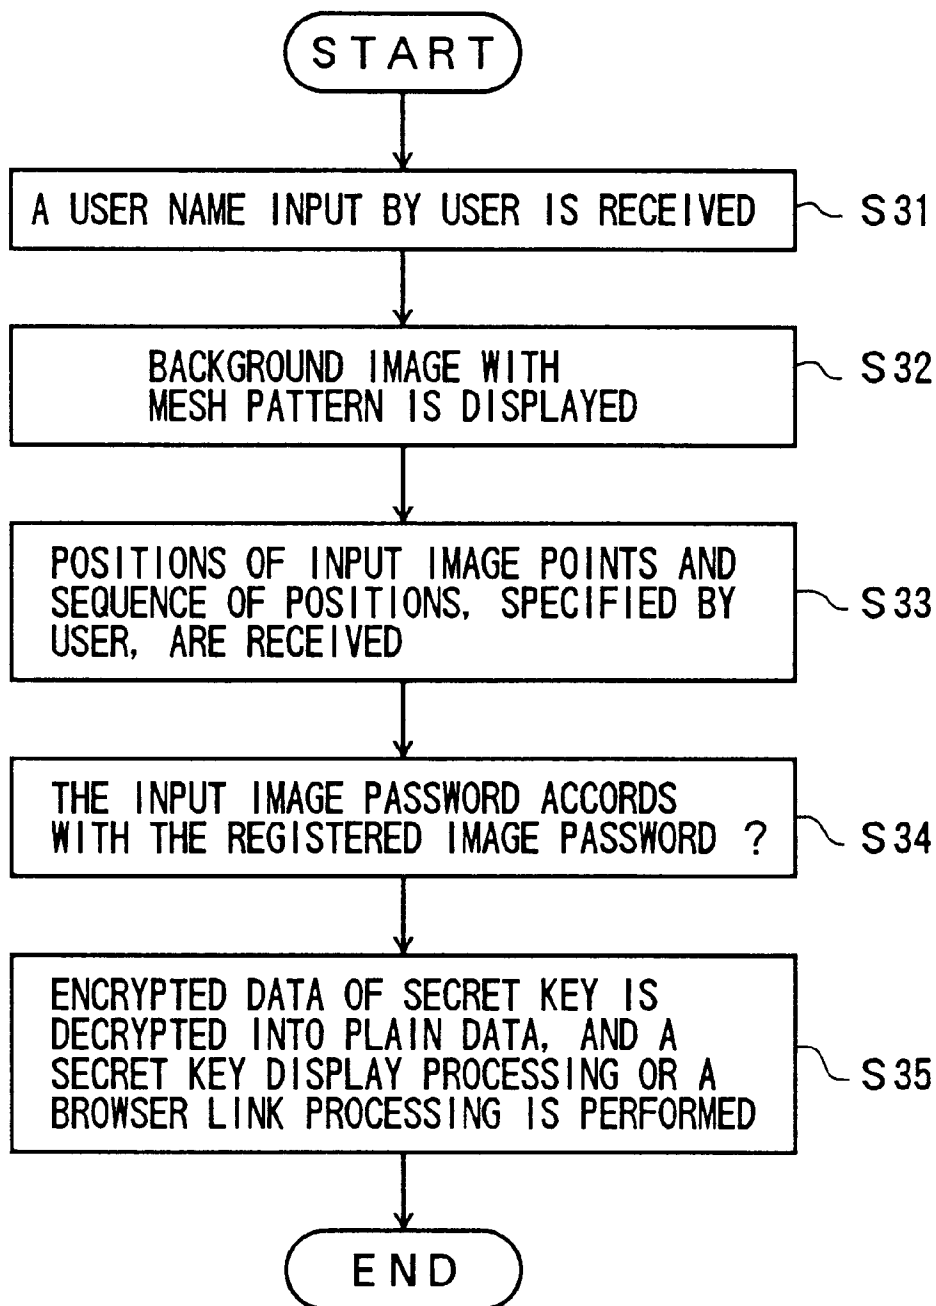 START
A USER NAME INPUT BY USER IS RECEIVED
S31
BACKGROUND IMAGE WITH
MESH PATTERN IS DISPLAYED
S32
POSITIONS OF INPUT IMAGE POINTS AND
SEQUENCE OF POSITIONS, SPECIFIED BY
USER, ARE RECEIVED
S33
THE INPUT IMAGE PASSWORD ACCORDS
WITH THE REGISTERED IMAGE PASSWORD ?
S34
ENCRYPTED DATA OF SECRET KEY IS
DECRYPTED INTO PLAIN DATA, AND A
SECRET KEY DISPLAY PROCESSING OR A
BROWSER LINK PROCESSING IS PERFORMED
S35
END